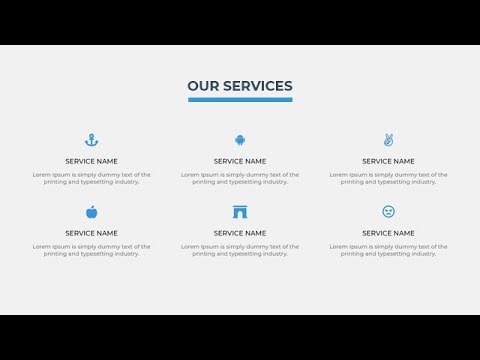 OUR SERVICES
SERVICE NAME
Lorem Ipsum is simply dummy text of the
printing and typesetting industry.
SERVICE NAME
Lorem Ipsum is simply dummy text of the
printing and typesetting industry.
SERVICE NAME
Lorem Ipsum is simply dummy text of the
printing and typesetting industry.
SERVICE NAME
Lorem Ipsum is simply dummy text of the
printing and typesetting industry.
SERVICE NAME
Lorem Ipsum is simply dummy text of the
printing and typesetting industry.
SERVICE NAME
Lorem Ipsum is simply dummy text of the
printing and typesetting industry.